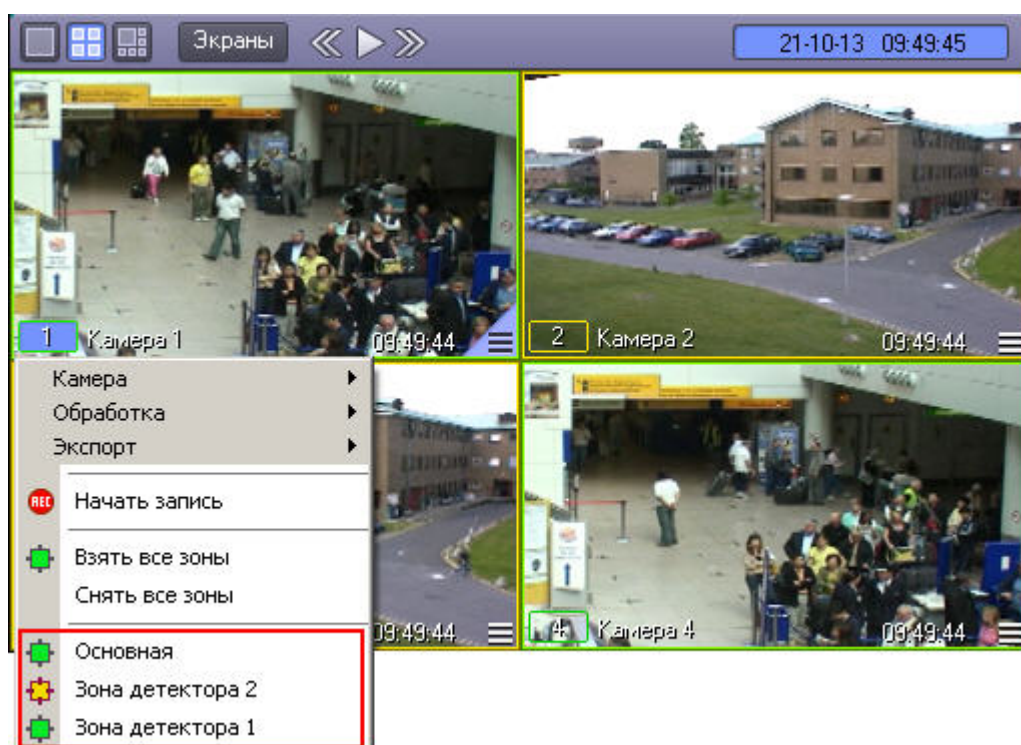 Экраны
21-10-13 09:49:45
1 Камера 1 09:49:44
2 Камера 2 09:49:44
Камера
Обработка
Экспорт
REC Начать запись
Взять все зоны
Снять все зоны
09:49:44
4 Камера 4 09:49:44
Основная
Зона детектора 2
Зона детектора 1